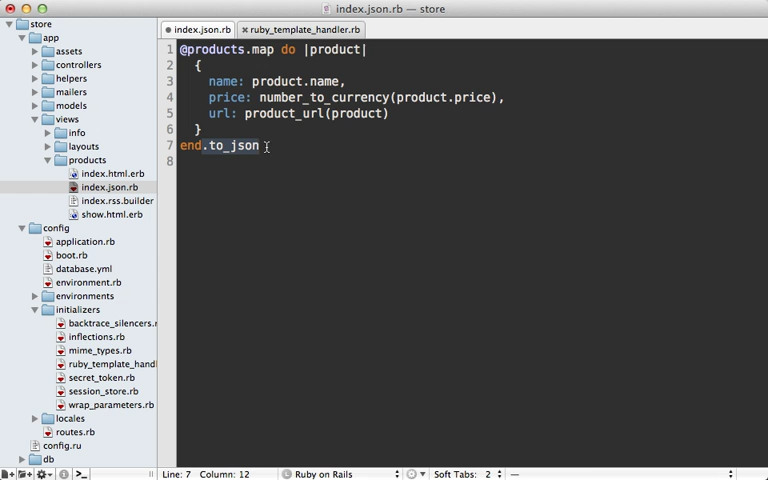 index.json.rb — store
store
app
assets
controllers
helpers
mailers
models
views
info
layouts
products
index.html.erb
index.json.rb
index.rss.builder
show.html.erb
config
application.rb
boot.rb
database.yml
environment.rb
environments
initializers
backtrace_silencers.r
inflections.rb
mime_types.rb
ruby_template_handl
secret_token.rb
session_store.rb
wrap_parameters.rb
locales
routes.rb
config.ru
db
index.json.rb
ruby_template_handler.rb
1 @products.map do |product|
2 {
3 name: product.name,
4 price: number_to_currency(product.price),
5 url: product_url(product)
6 }
7 end.to_json
8
Line: 7 Column: 12 Ruby on Rails Soft Tabs: 2 —